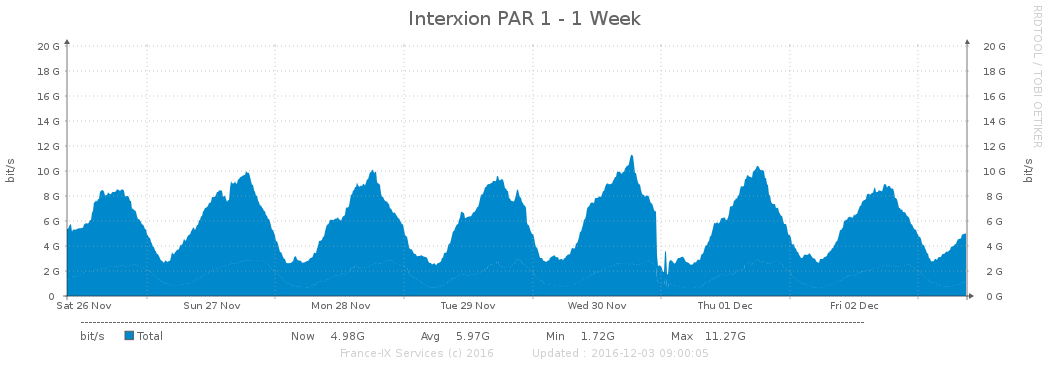 Interxion PAR 1 - 1 Week
RRDTOOL / TOBI OETIKER
20 G 20 G
18 G 18 G
16 G 16 G
14 G 14 G
12 G 12 G
10 G 10 G
8 G 8 G
6 G 6 G
4 G 4 G
2 G 2 G
0 0 G
bit/s bit/s
Sat 26 Nov Sun 27 Nov Mon 28 Nov Tue 29 Nov Wed 30 Nov Thu 01 Dec Fri 02 Dec
bit/s Total Now 4.98G Avg 5.97G Min 1.72G Max 11.27G
France-IX Services (c) 2016 Updated : 2016-12-03 09:00:05